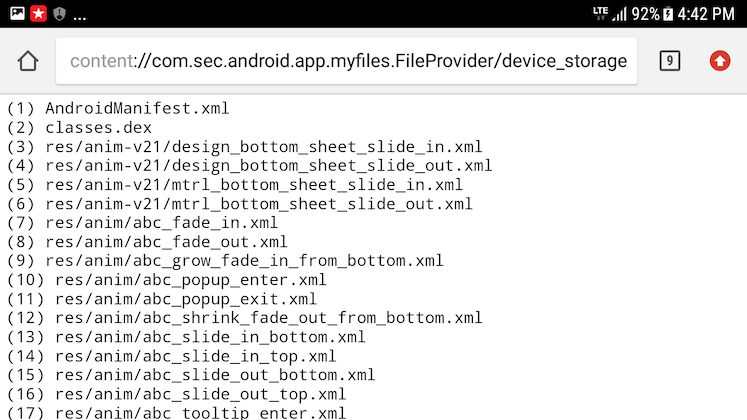 ... LTE 92% 4:42 PM
content://com.sec.android.app.myfiles.FileProvider/device_storage 9
(1) AndroidManifest.xml
(2) classes.dex
(3) res/anim-v21/design_bottom_sheet_slide_in.xml
(4) res/anim-v21/design_bottom_sheet_slide_out.xml
(5) res/anim-v21/mtrl_bottom_sheet_slide_in.xml
(6) res/anim-v21/mtrl_bottom_sheet_slide_out.xml
(7) res/anim/abc_fade_in.xml
(8) res/anim/abc_fade_out.xml
(9) res/anim/abc_grow_fade_in_from_bottom.xml
(10) res/anim/abc_popup_enter.xml
(11) res/anim/abc_popup_exit.xml
(12) res/anim/abc_shrink_fade_out_from_bottom.xml
(13) res/anim/abc_slide_in_bottom.xml
(14) res/anim/abc_slide_in_top.xml
(15) res/anim/abc_slide_out_bottom.xml
(16) res/anim/abc_slide_out_top.xml
(17) res/anim/abc_tooltip_enter.xml